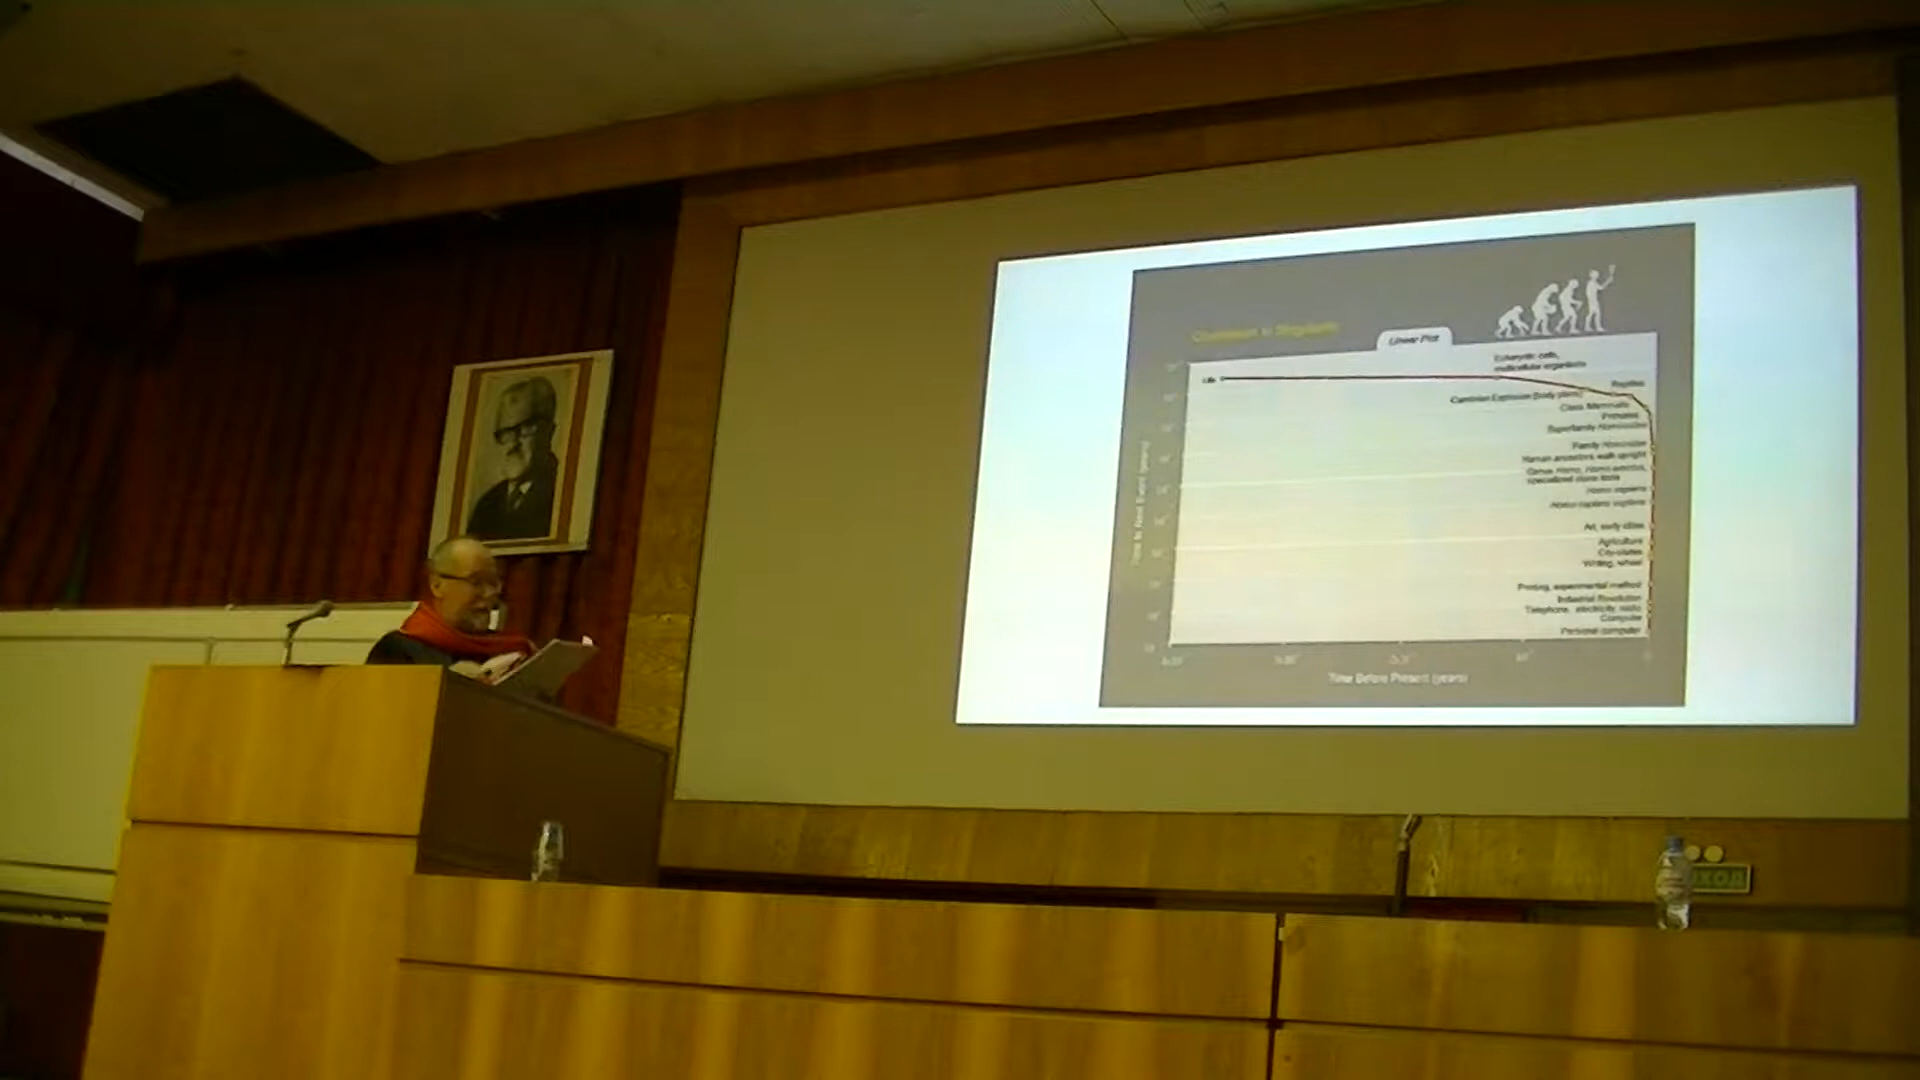 Countdown to Singularity
Linear Plot
Eukaryotic cells,
multicellular organisms
Life
Reptiles
Cambrian Explosion (body plans)
Class Mammalia
Primates
Superfamily Hominoidea
Family Hominidae
Human ancestors walk upright
Genus Homo, Homo erectus,
specialized stone tools
Homo sapiens
Homo sapiens sapiens
Art, early cities
Agriculture
City-states
Writing, wheel
Printing, experimental method
Industrial Revolution
Telephone, electricity, radio
Computer
Personal computer
Time to Next Event (years)
Time Before Present (years)
ЫХОД